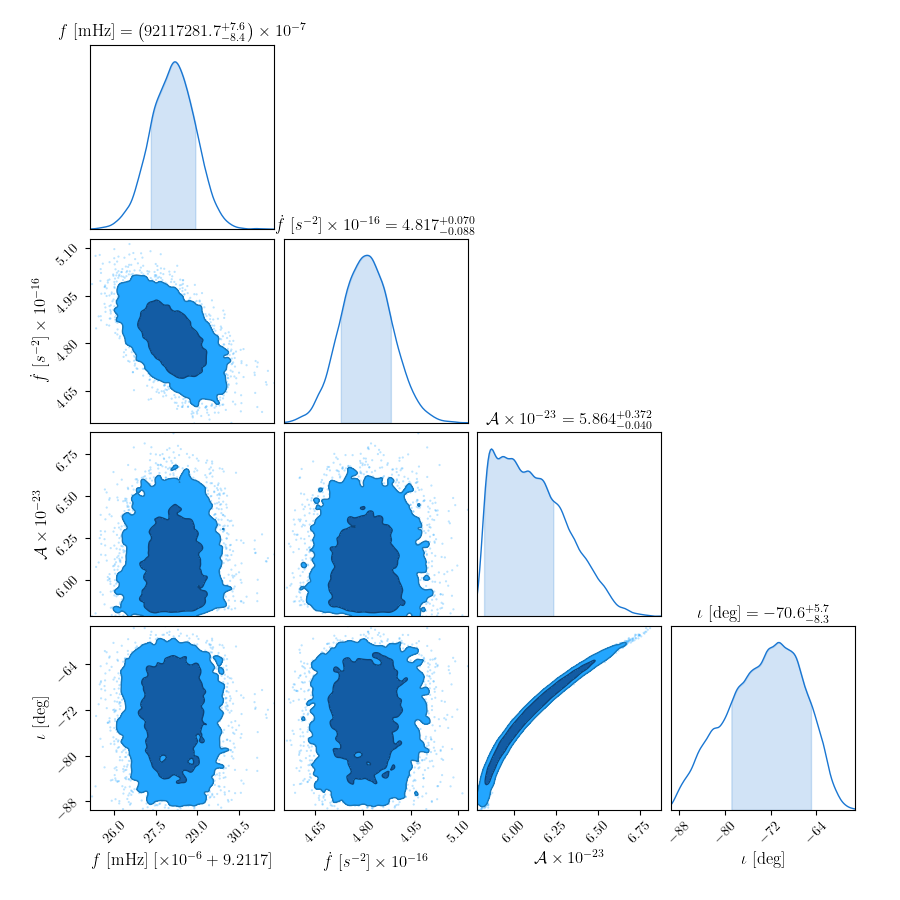 f [mHz] = (92117281.7 +7.6 −8.4) × 10−7
ḟ [s−2] × 10−16 = 4.817 +0.070 −0.088
5.10
4.95
4.80
4.65
ḟ [s−2] × 10−16
𝒜 × 10−23 = 5.864 +0.372 −0.040
6.75
6.50
6.25
6.00
𝒜 × 10−23
ι [deg] = −70.6 +5.7 −8.3
−64
−72
−80
−88
ι [deg]
26.0 27.5 29.0 30.5
4.65 4.80 4.95 5.10
6.00 6.25 6.50 6.75
−88 −80 −72 −64
f [mHz] [×10−6 + 9.2117]
ḟ [s−2] × 10−16
𝒜 × 10−23
ι [deg]